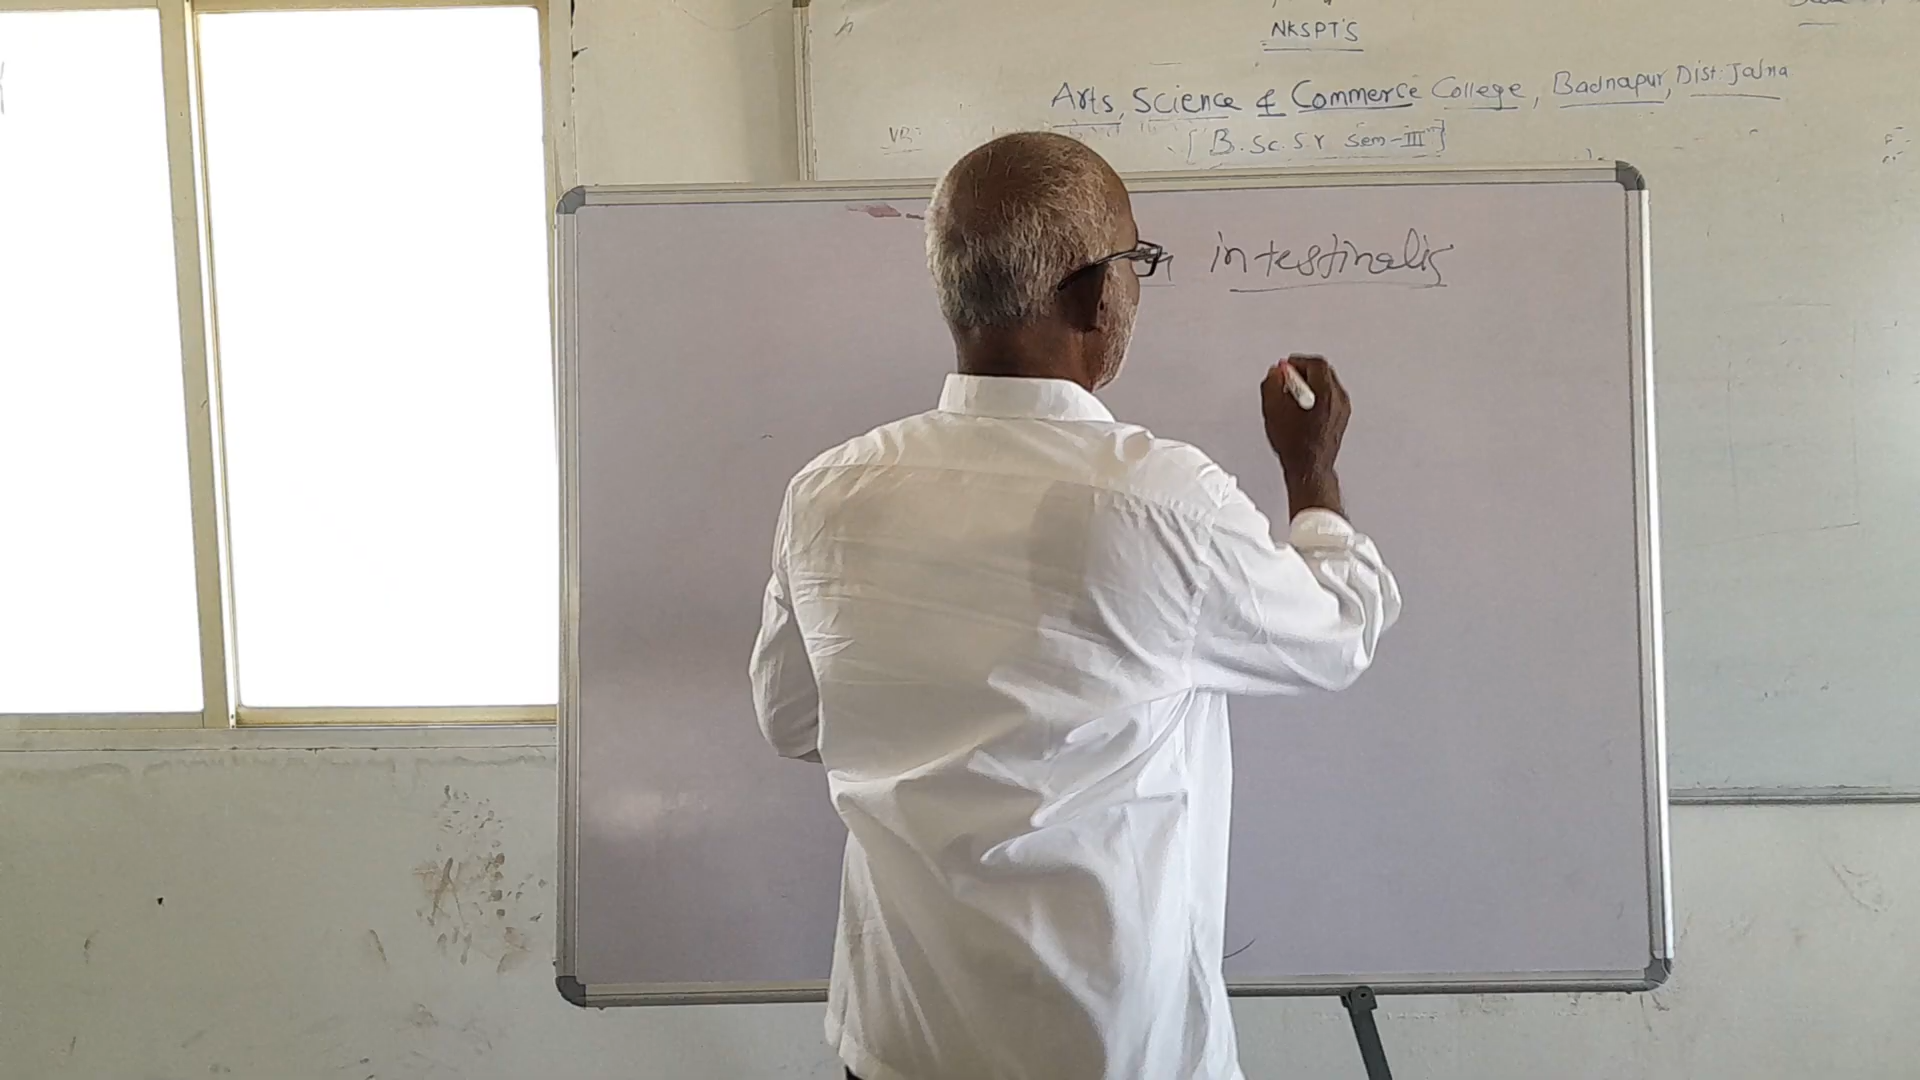 NKSPT'S
Arts, Science & Commerce College, Badnapur, Dist: Jalna
[B.Sc. S.Y Sem-III]
intestinalis